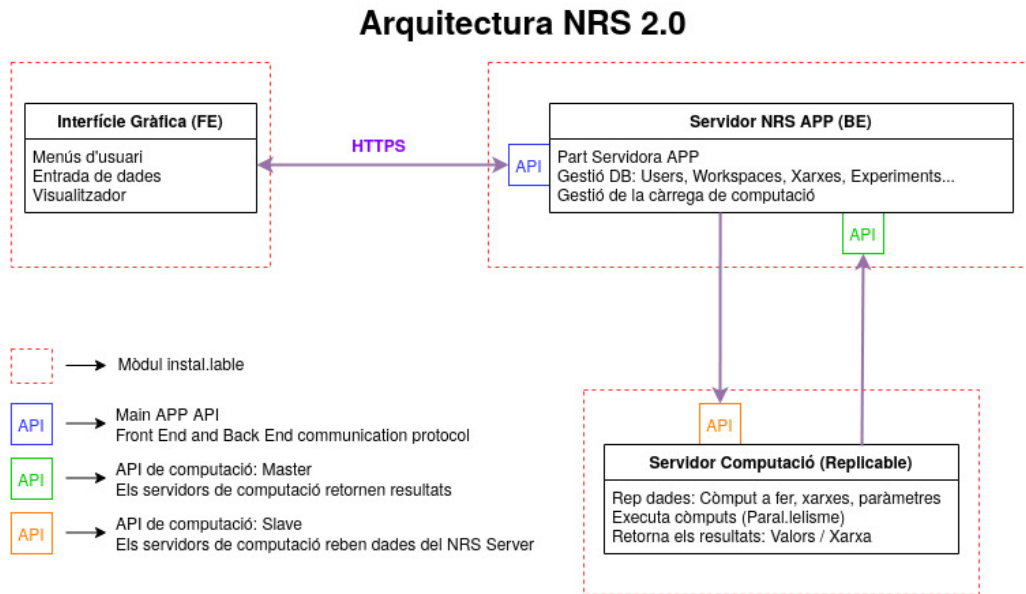 Arquitectura NRS 2.0
Interfície Gràfica (FE)
Menús d'usuari
Entrada de dades
Visualitzador
HTTPS
API
Servidor NRS APP (BE)
Part Servidora APP
Gestió DB: Users, Workspaces, Xarxes, Experiments...
Gestió de la càrrega de computació
API
Mòdul instal.lable
API
Main APP API
Front End and Back End communication protocol
API
API de computació: Master
Els servidors de computació retornen resultats
API
API de computació: Slave
Els servidors de computació reben dades del NRS Server
API
Servidor Computació (Replicable)
Rep dades: Còmput a fer, xarxes, paràmetres
Executa còmputs (Paral.lelisme)
Retorna els resultats: Valors / Xarxa